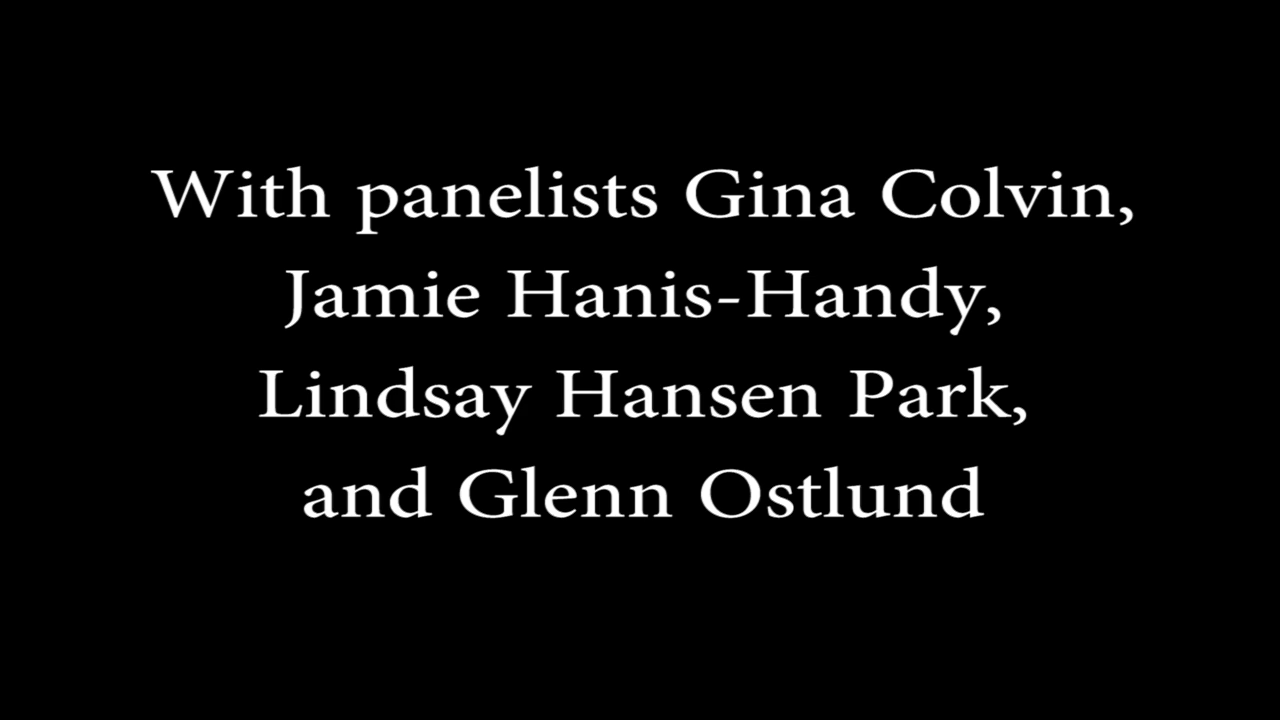 With panelists Gina Colvin,
Jamie Hanis-Handy,
Lindsay Hansen Park,
and Glenn Ostlund